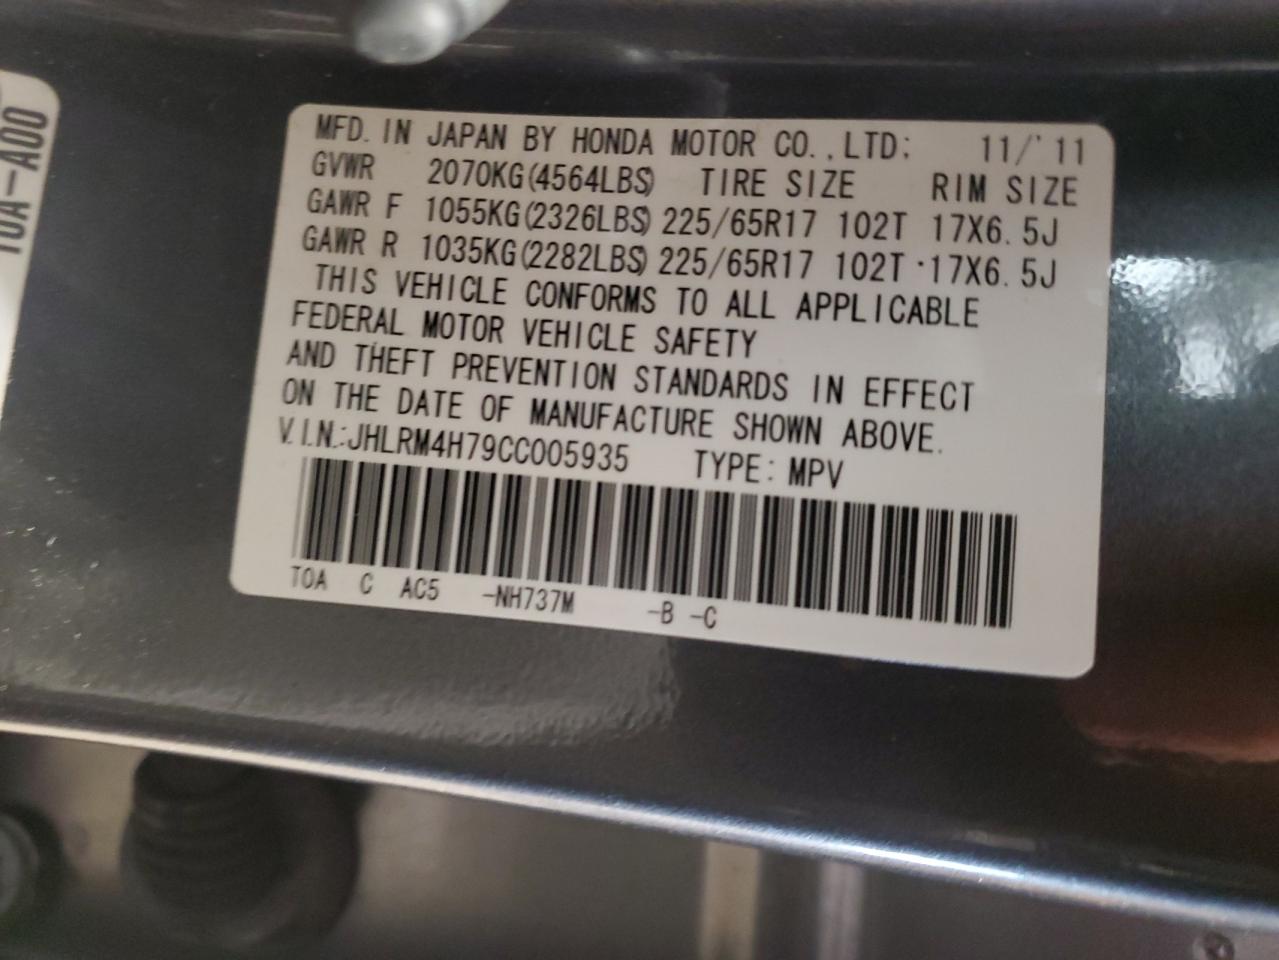 MFD. IN JAPAN BY HONDA MOTOR CO.,LTD: 11/'11
GVWR 2070KG(4564LBS) TIRE SIZE RIM SIZE
GAWR F 1055KG(2326LBS) 225/65R17 102T 17X6.5J
GAWR R 1035KG(2282LBS) 225/65R17 102T 17X6.5J
THIS VEHICLE CONFORMS TO ALL APPLICABLE
FEDERAL MOTOR VEHICLE SAFETY
AND THEFT PREVENTION STANDARDS IN EFFECT
ON THE DATE OF MANUFACTURE SHOWN ABOVE.
V.I.N.:JHLRM4H79CC005935 TYPE: MPV
T0A C AC5 -NH737M -B -C
T0A-A00